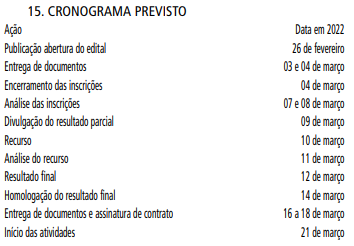 15. CRONOGRAMA PREVISTO
Ação Data em 2022
Publicação abertura do edital 26 de fevereiro
Entrega de documentos 03 e 04 de março
Encerramento das inscrições 04 de março
Análise das inscrições 07 e 08 de março
Divulgação do resultado parcial 09 de março
Recurso 10 de março
Análise do recurso 11 de março
Resultado final 12 de março
Homologação do resultado final 14 de março
Entrega de documentos e assinatura de contrato 16 a 18 de março
Início das atividades 21 de março